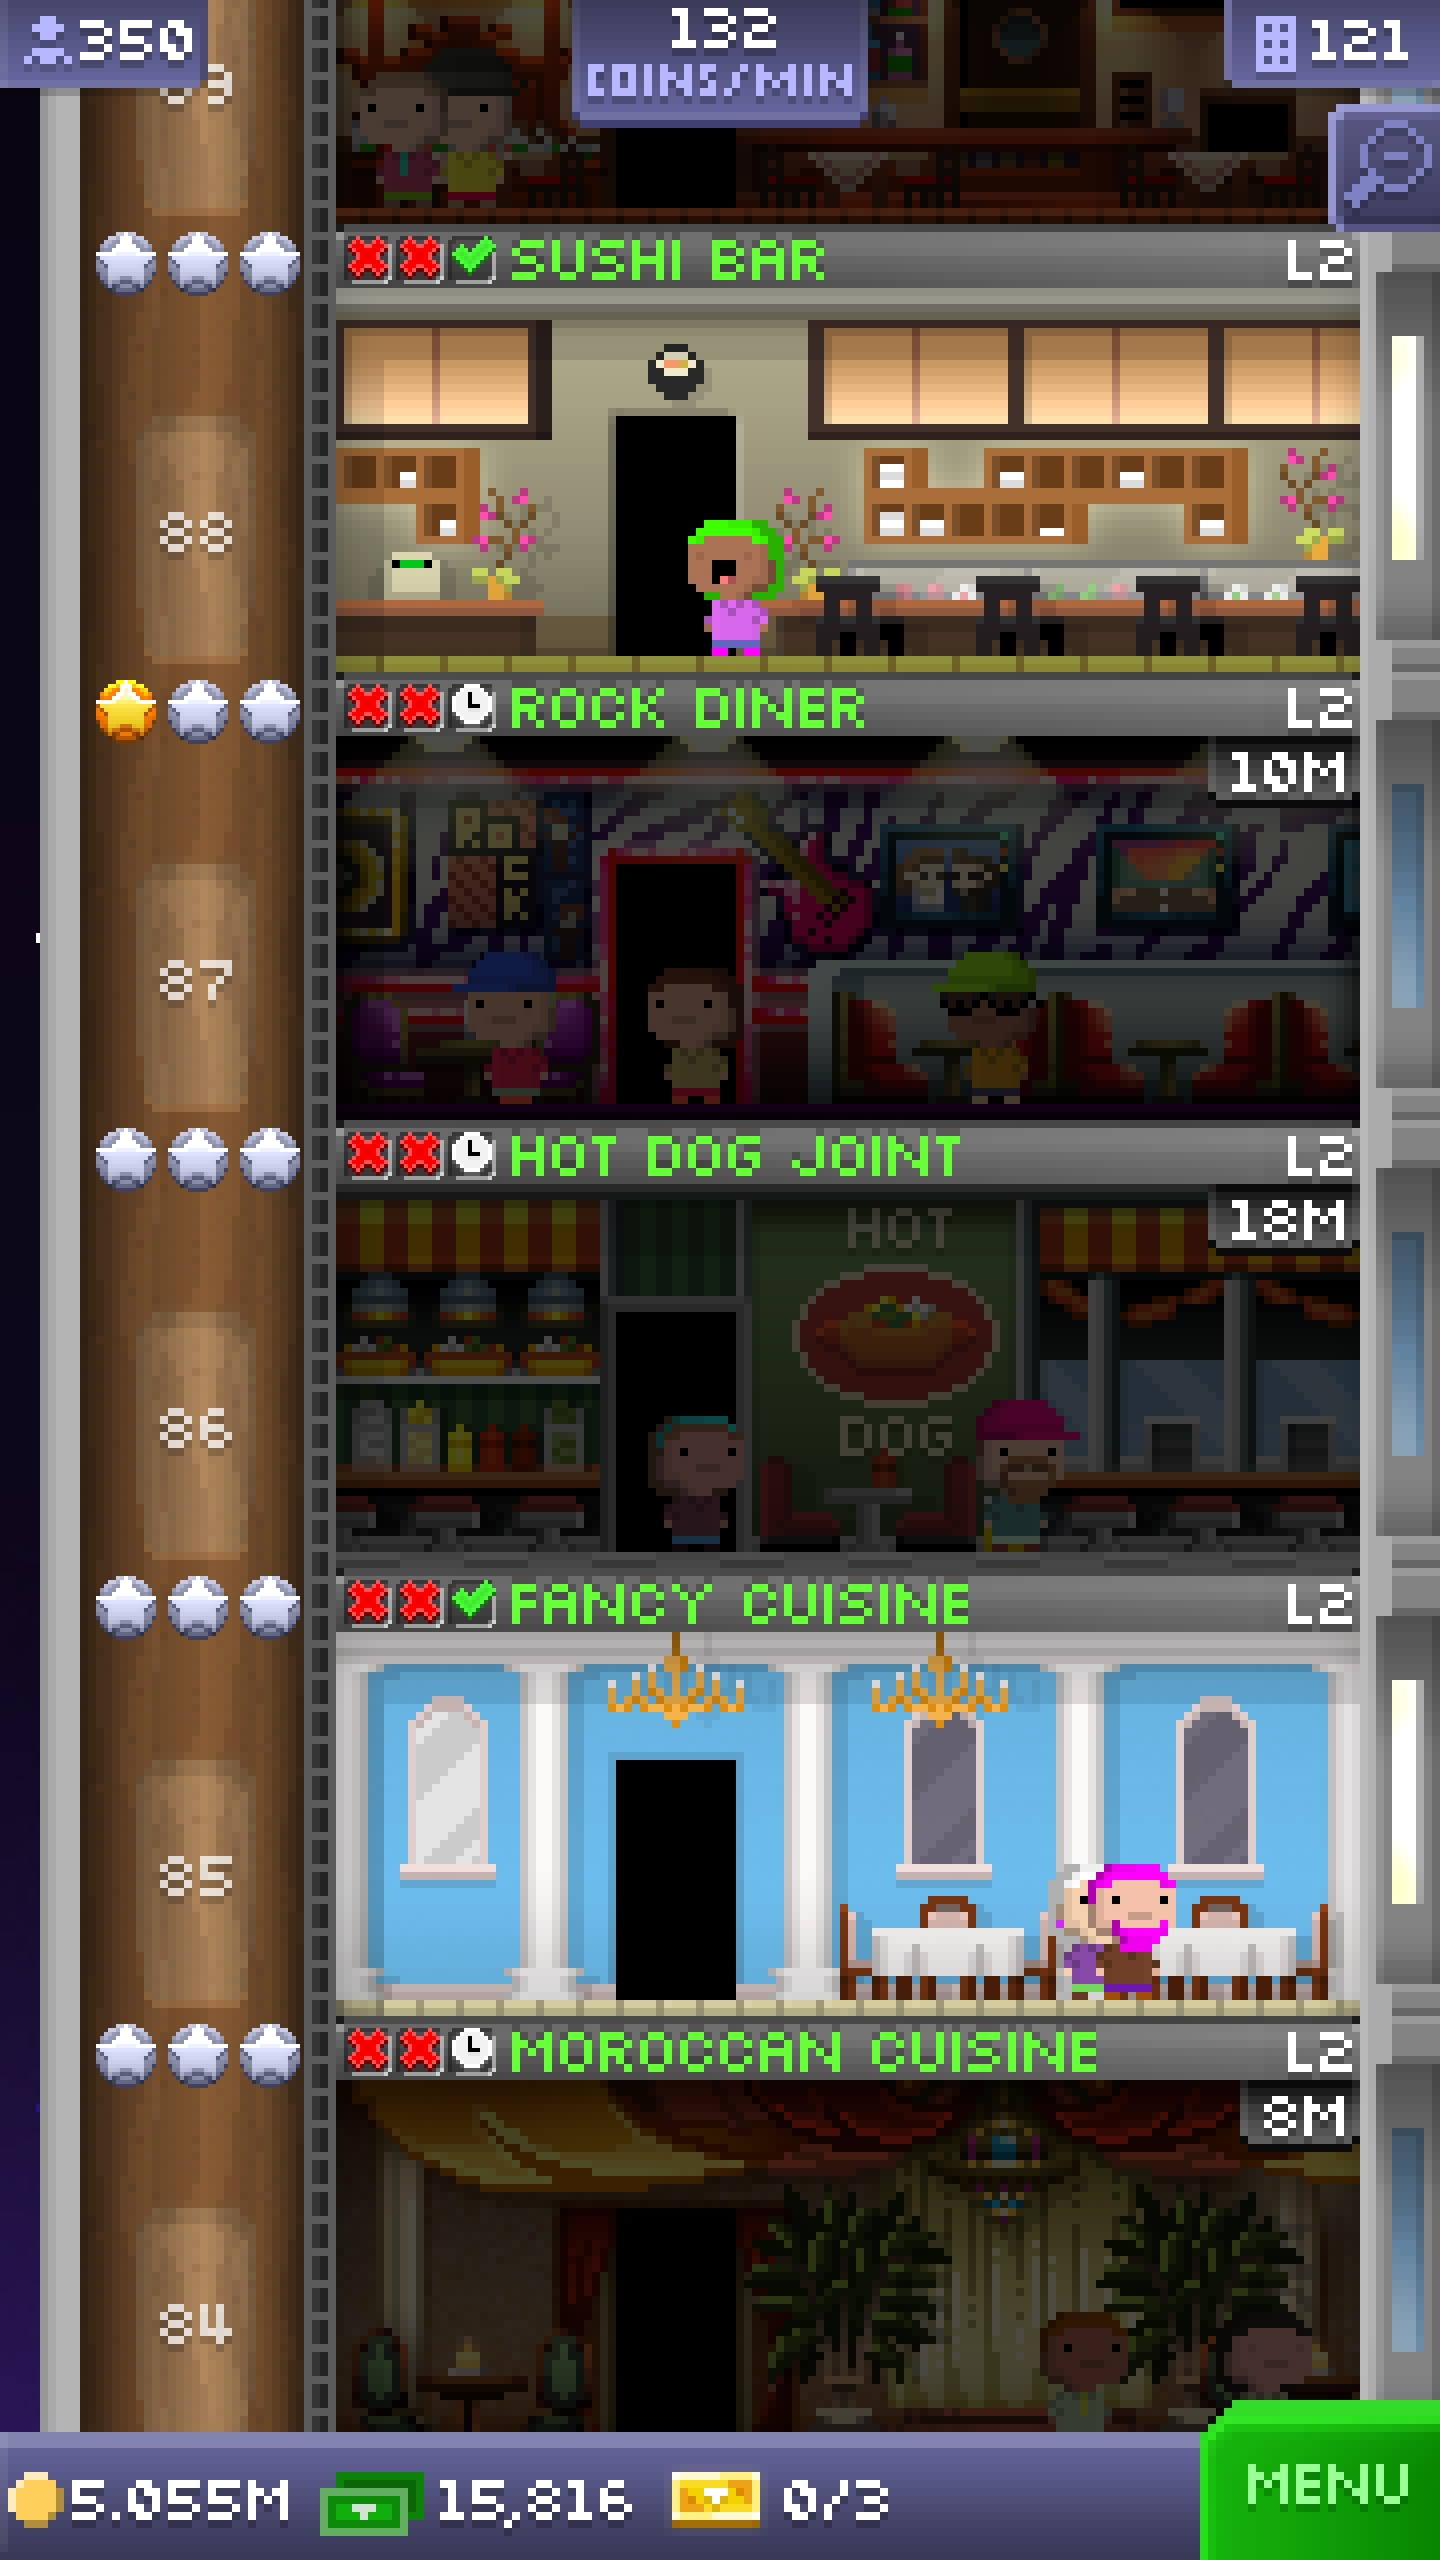 350
132
COINS/MIN
121
SUSHI BAR L2
88
ROCK DINER L2
10M
87
HOT DOG JOINT L2
18M
HOT
DOG
86
FANCY CUISINE L2
85
MOROCCAN CUISINE L2
8M
84
5.055M 15,816 0/3
MENU